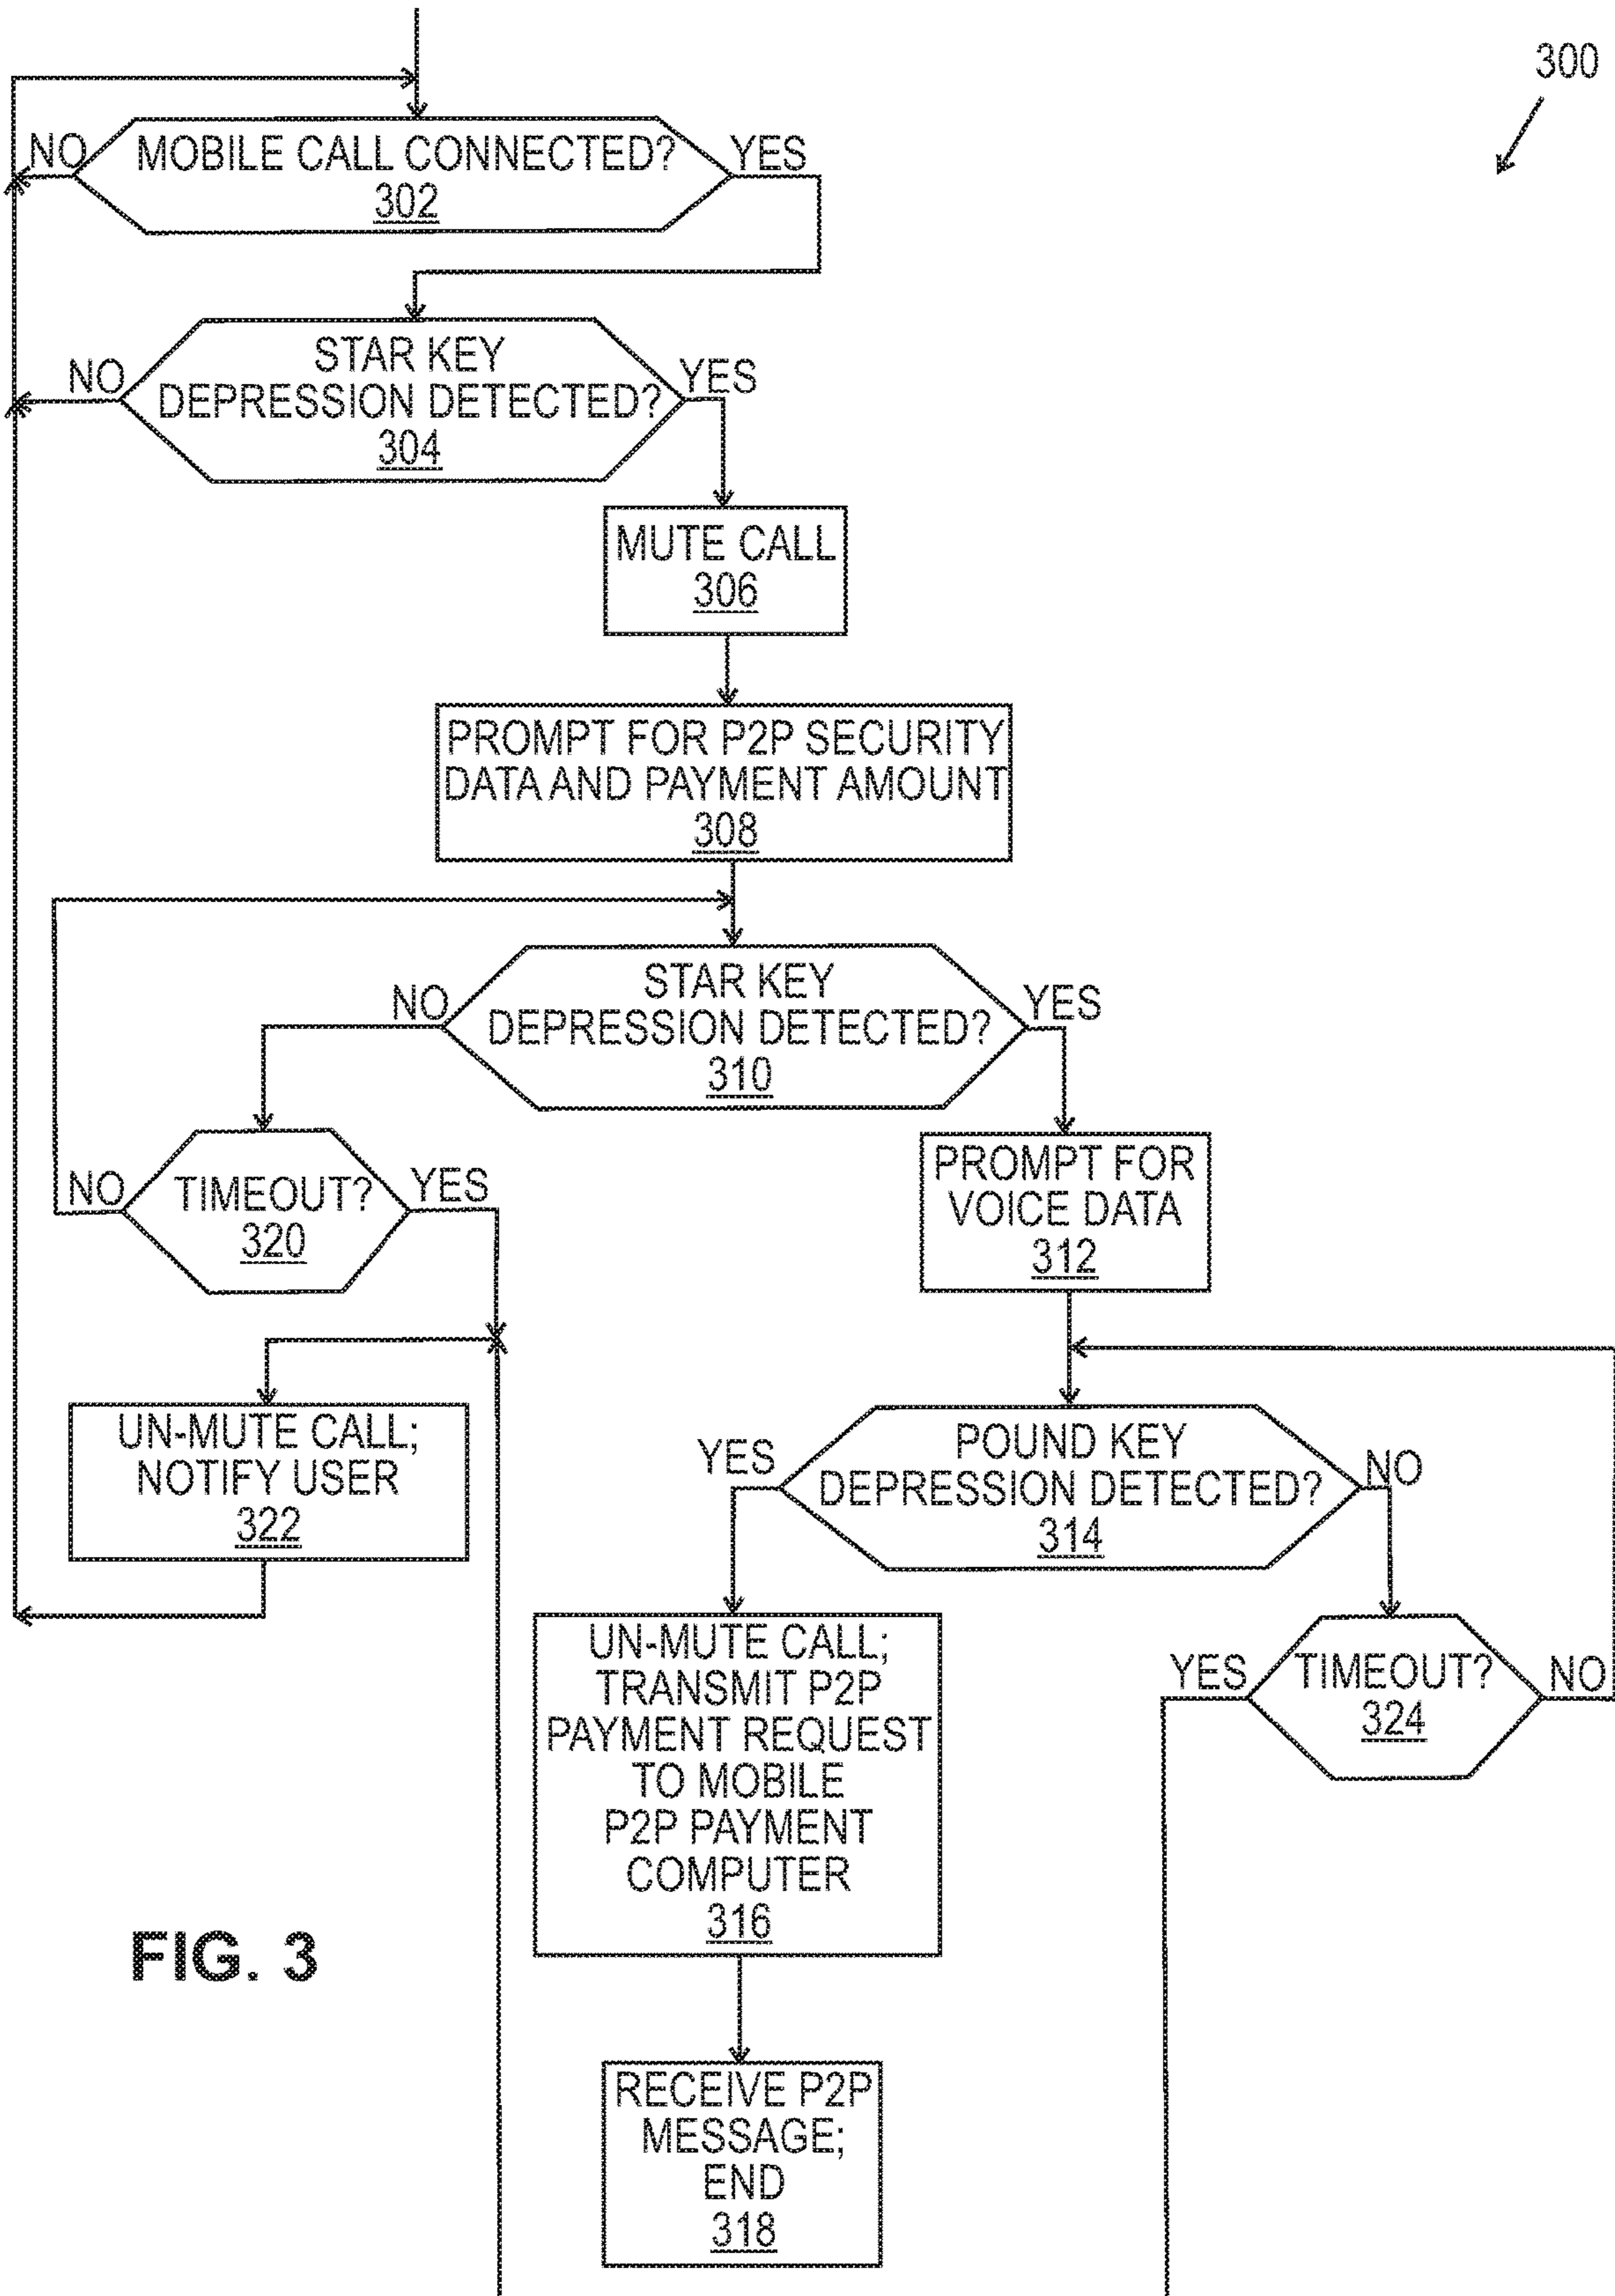 300
NO
MOBILE CALL CONNECTED?
YES
302
NO
STAR KEY
DEPRESSION DETECTED?
YES
304
MUTE CALL
306
PROMPT FOR P2P SECURITY
DATA AND PAYMENT AMOUNT
308
NO
STAR KEY
DEPRESSION DETECTED?
YES
310
NO
TIMEOUT?
YES
320
PROMPT FOR
VOICE DATA
312
UN-MUTE CALL;
NOTIFY USER
322
YES
POUND KEY
DEPRESSION DETECTED?
NO
314
UN-MUTE CALL;
TRANSMIT P2P
PAYMENT REQUEST
TO MOBILE
P2P PAYMENT
COMPUTER
316
YES
TIMEOUT?
NO
324
FIG. 3
RECEIVE P2P
MESSAGE;
END
318